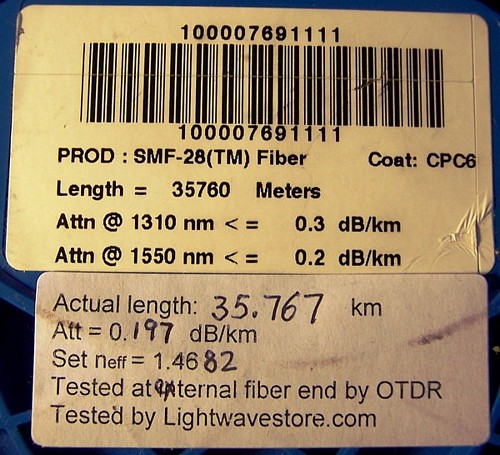 100007691111
100007691111
PROD : SMF-28(TM) Fiber Coat: CPC6
Length = 35760 Meters
Attn @ 1310 nm < = 0.3 dB/km
Attn @ 1550 nm < = 0.2 dB/km
Actual length: 35.767 km
Att = 0.197 dB/km
Set neff = 1.4682
Tested at external fiber end by OTDR
Tested by Lightwavestore.com